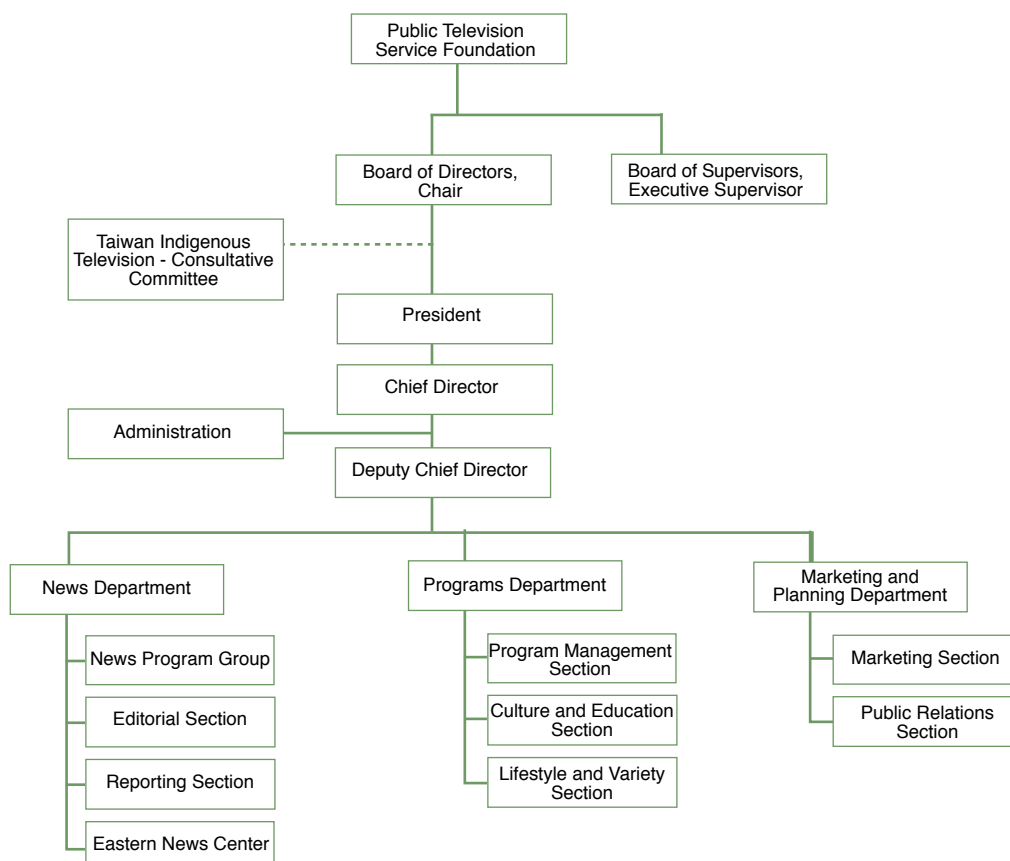 Public Television
Service Foundation
Board of Directors,
Chair
Board of Supervisors,
Executive Supervisor
Taiwan Indigenous
Television - Consultative
Committee
President
Chief Director
Administration
Deputy Chief Director
News Department
Programs Department
Marketing and
Planning Department
News Program Group
Editorial Section
Reporting Section
Eastern News Center
Program Management
Section
Culture and Education
Section
Lifestyle and Variety
Section
Marketing Section
Public Relations
Section